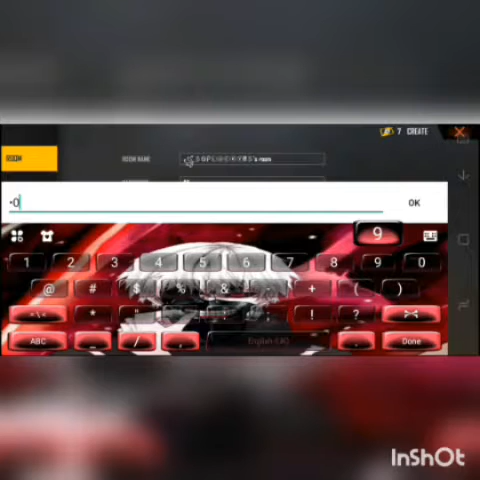 7 CREATE
ROOM
ROOM NAME
OK
9
1 2 3 4 5 6 7 8 9 0
@ # $ % & - + ( )
=\< * " : ! ?
ABC _ / , English (UK) . Done
InShOt